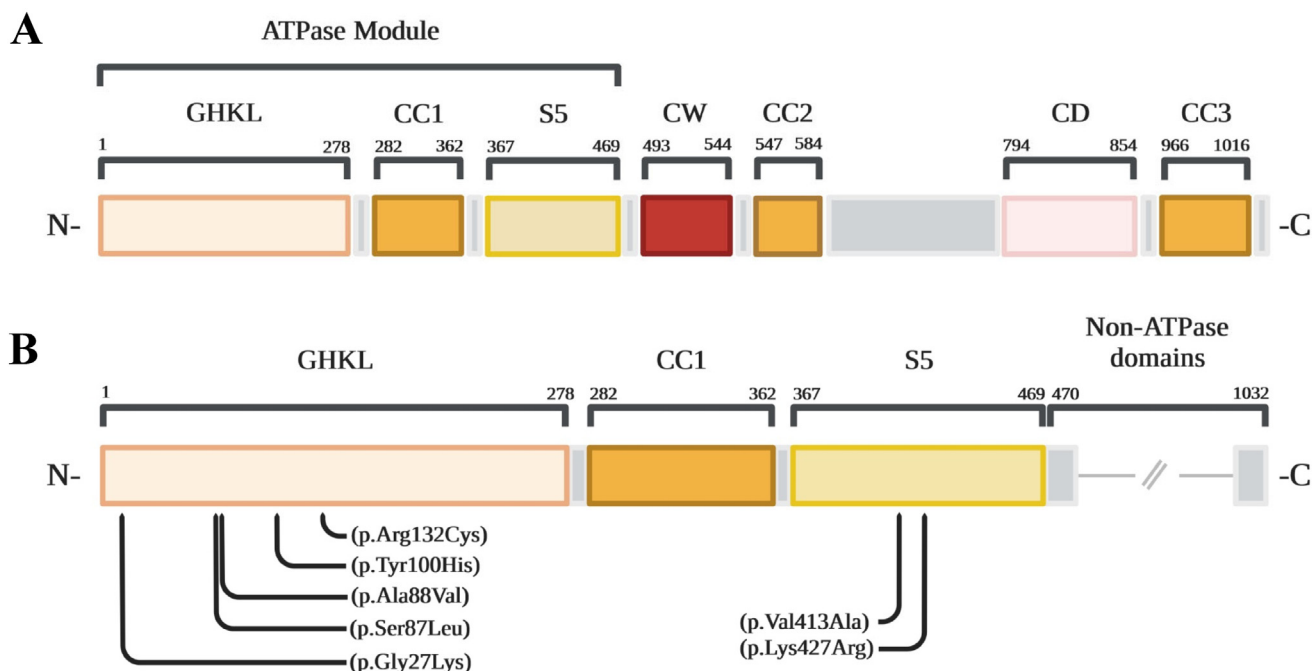 A
ATPase Module
GHKL CC1 S5 CW CC2 CD CC3
1 278 282 362 367 469 493 544 547 584 794 854 966 1016
N- -C
B
Non-ATPase
domains
GHKL CC1 S5
1 278 282 362 367 469 470 1032
N- -C
(p.Arg132Cys)
(p.Tyr100His)
(p.Ala88Val)
(p.Ser87Leu)
(p.Gly27Lys)
(p.Val413Ala)
(p.Lys427Arg)